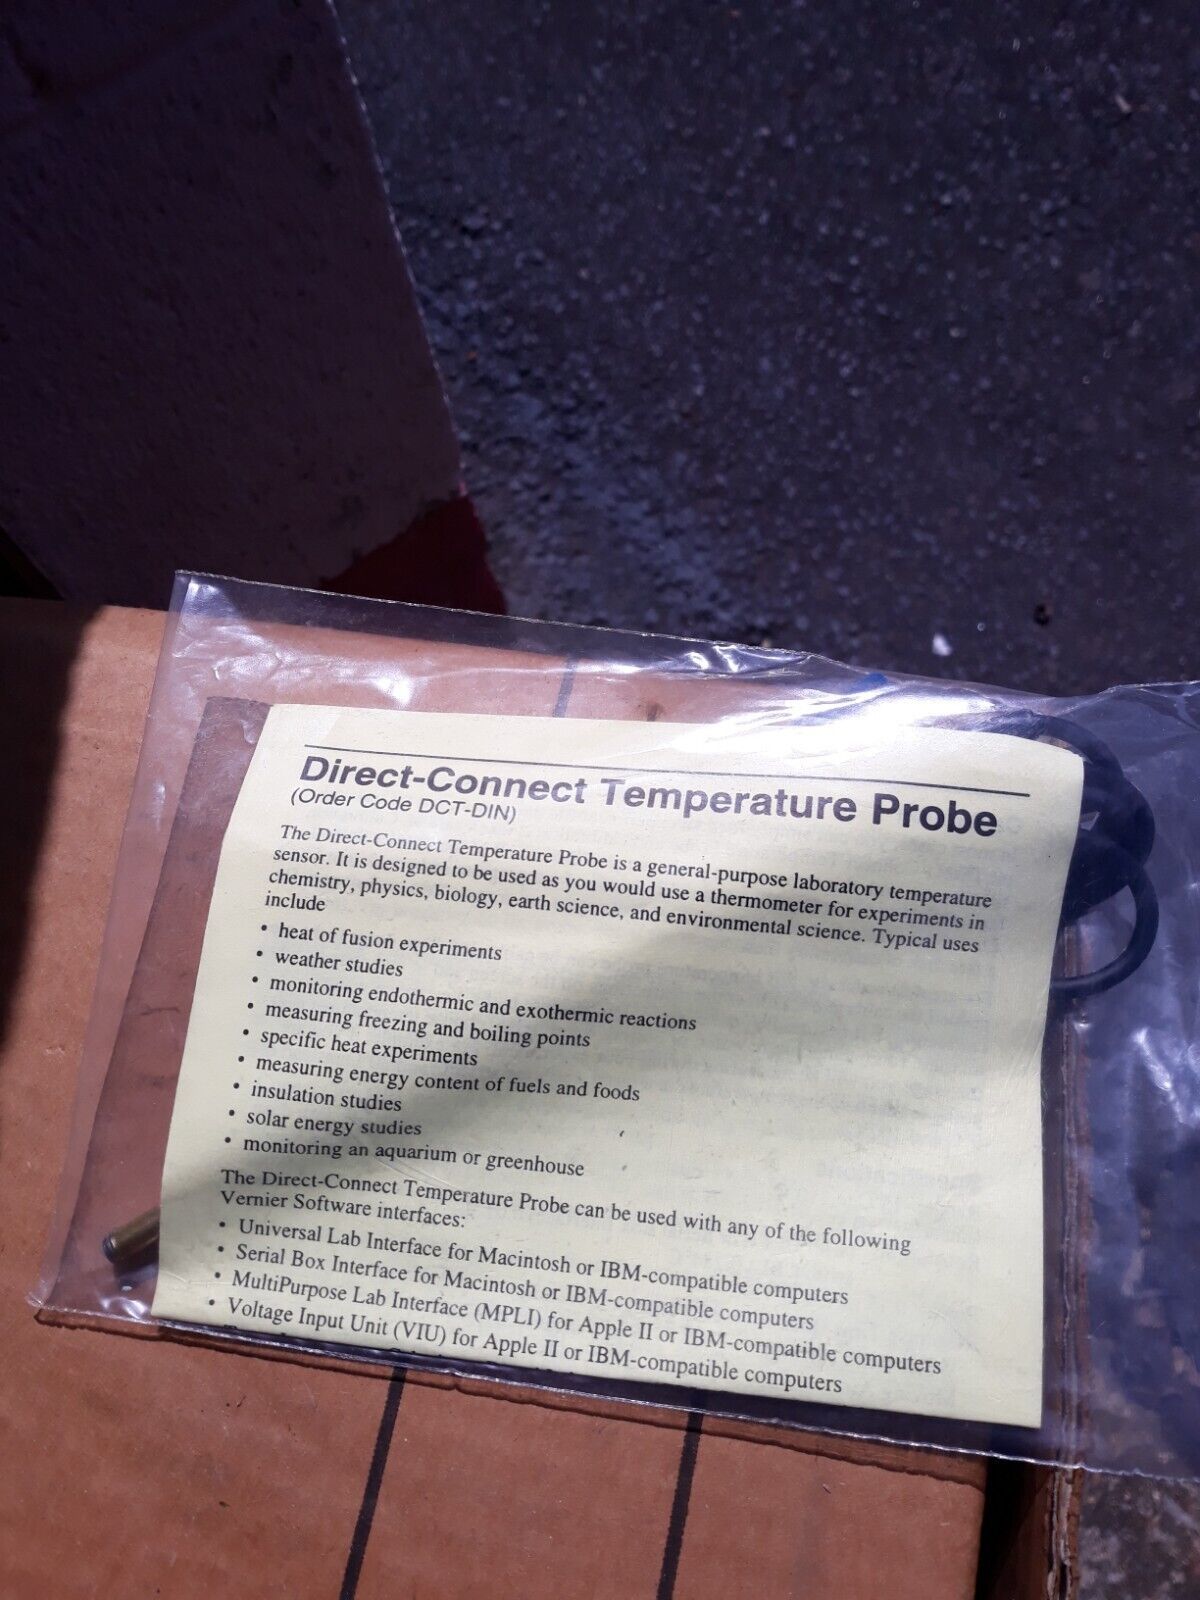 Direct-Connect Temperature Probe
(Order Code DCT-DIN)
The Direct-Connect Temperature Probe is a general-purpose laboratory temperature
sensor. It is designed to be used as you would use a thermometer for experiments in
chemistry, physics, biology, earth science, and environmental science. Typical uses
include
• heat of fusion experiments
• weather studies
• monitoring endothermic and exothermic reactions
• measuring freezing and boiling points
• specific heat experiments
• measuring energy content of fuels and foods
• insulation studies
• solar energy studies
• monitoring an aquarium or greenhouse
The Direct-Connect Temperature Probe can be used with any of the following
Vernier Software interfaces:
• Universal Lab Interface for Macintosh or IBM-compatible computers
• Serial Box Interface for Macintosh or IBM-compatible computers
• MultiPurpose Lab Interface (MPLI) for Apple II or IBM-compatible computers
• Voltage Input Unit (VIU) for Apple II or IBM-compatible computers